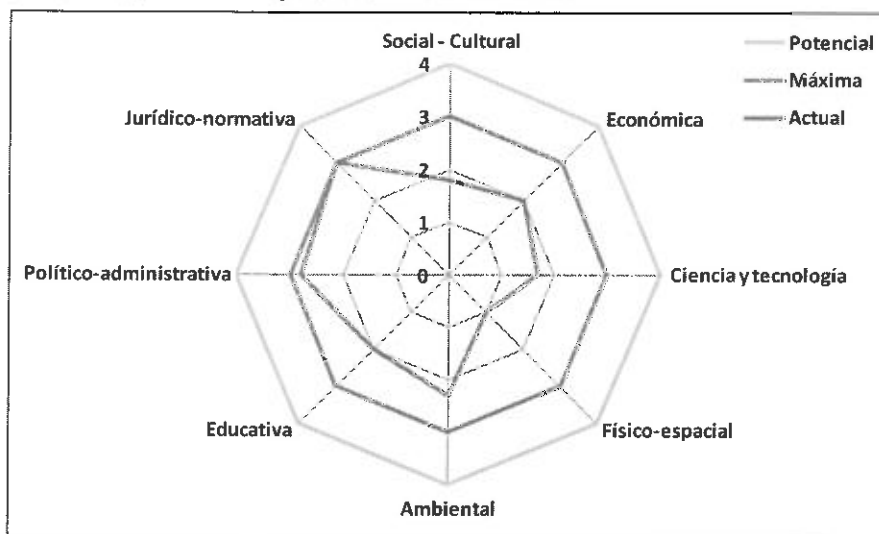 Social - Cultural
Potencial
Máxima
Actual
4
3
2
1
0
Jurídico-normativa
Económica
Político-administrativa
Ciencia y tecnología
Educativa
Físico-espacial
Ambiental